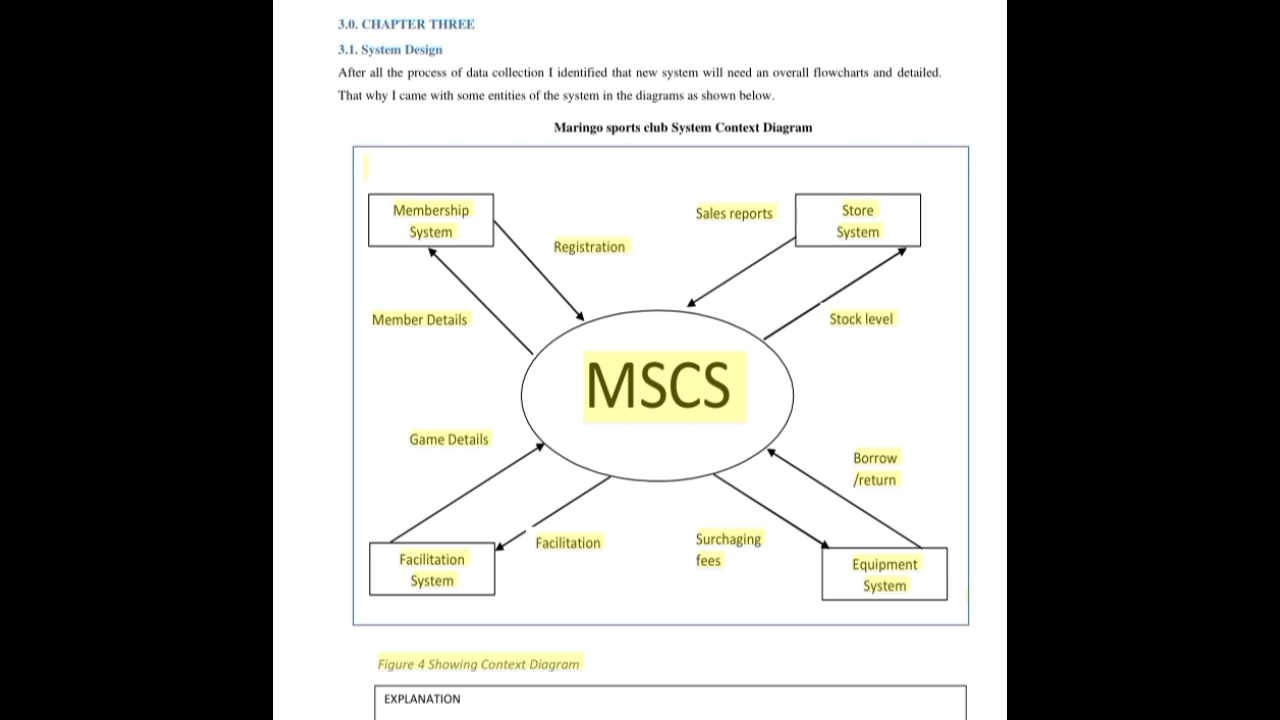 3.0. CHAPTER THREE
3.1. System Design
After all the process of data collection I identified that new system will need an overall flowcharts and detailed.
That why I came with some entities of the system in the diagrams as shown below.
Maringo sports club System Context Diagram
Membership
System
Sales reports
Store
System
Registration
Member Details
Stock level
MSCS
Game Details
Borrow
/return
Facilitation
Surchaging
fees
Facilitation
System
Equipment
System
Figure 4 Showing Context Diagram
EXPLANATION